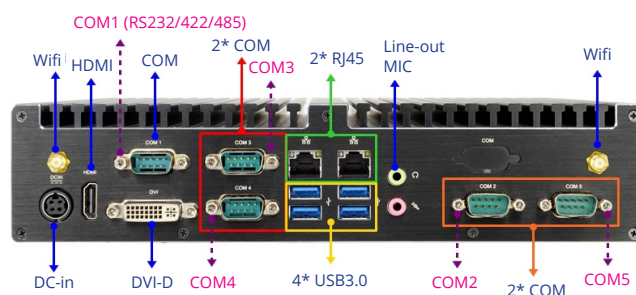 COM1 (RS232/422/485)
2* COM
Wifi
HDMI
COM
COM3
2* RJ45
Line-out
MIC
Wifi
COM 1
COM 3
COM
DCIN
HDMI
DVI
COM 4
COM 2
COM 5
DC-in
DVI-D
COM4
4* USB3.0
COM2
2* COM
COM5